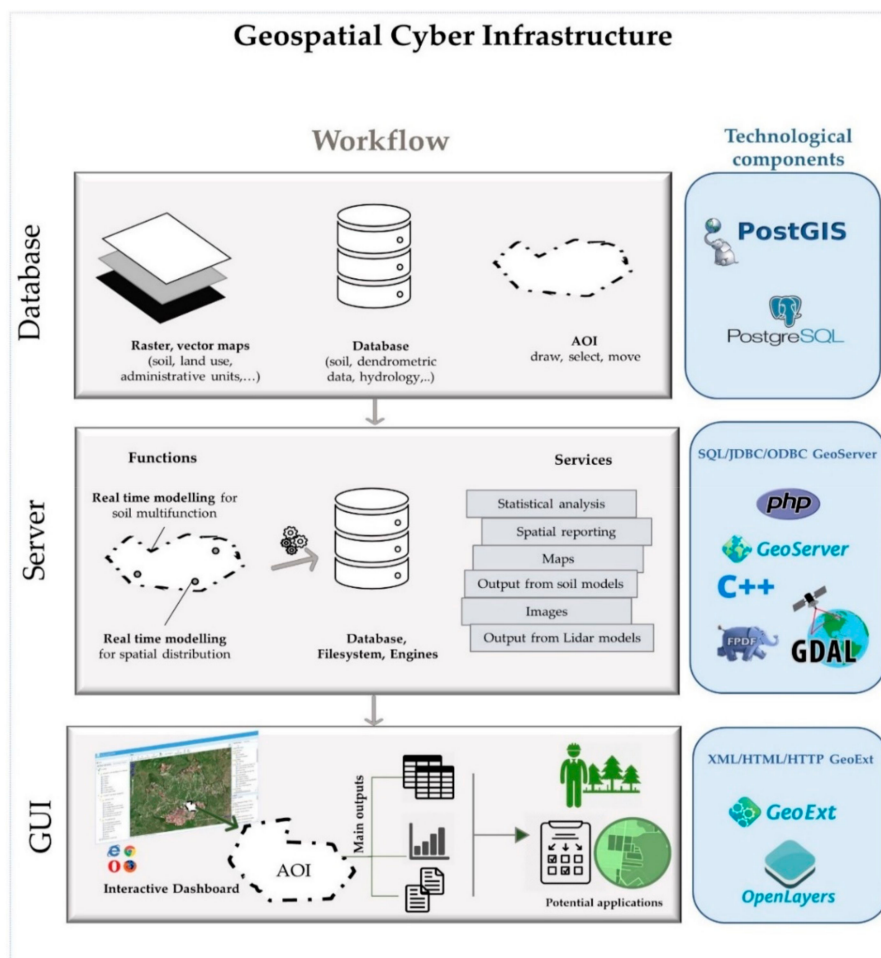 Geospatial Cyber Infrastructure
Workflow
Technological
components
Database
Raster, vector maps
(soil, land use,
administrative units,...)
Database
(soil, dendrometric
data, hydrology,..)
AOI
draw, select, move
PostGIS
PostgreSQL
Server
Functions
Real time modelling for
soil multifunction
Real time modelling
for spatial distribution
Database,
Filesystem, Engines
Services
Statistical analysis
Spatial reporting
Maps
Output from soil models
Images
Output from Lidar models
SQL/JDBC/ODBC GeoServer
php
GeoServer
C++
FPDF
GDAL
GUI
Interactive Dashboard
AOI
Main outputs
Potential applications
XML/HTML/HTTP GeoExt
GeoExt
OpenLayers